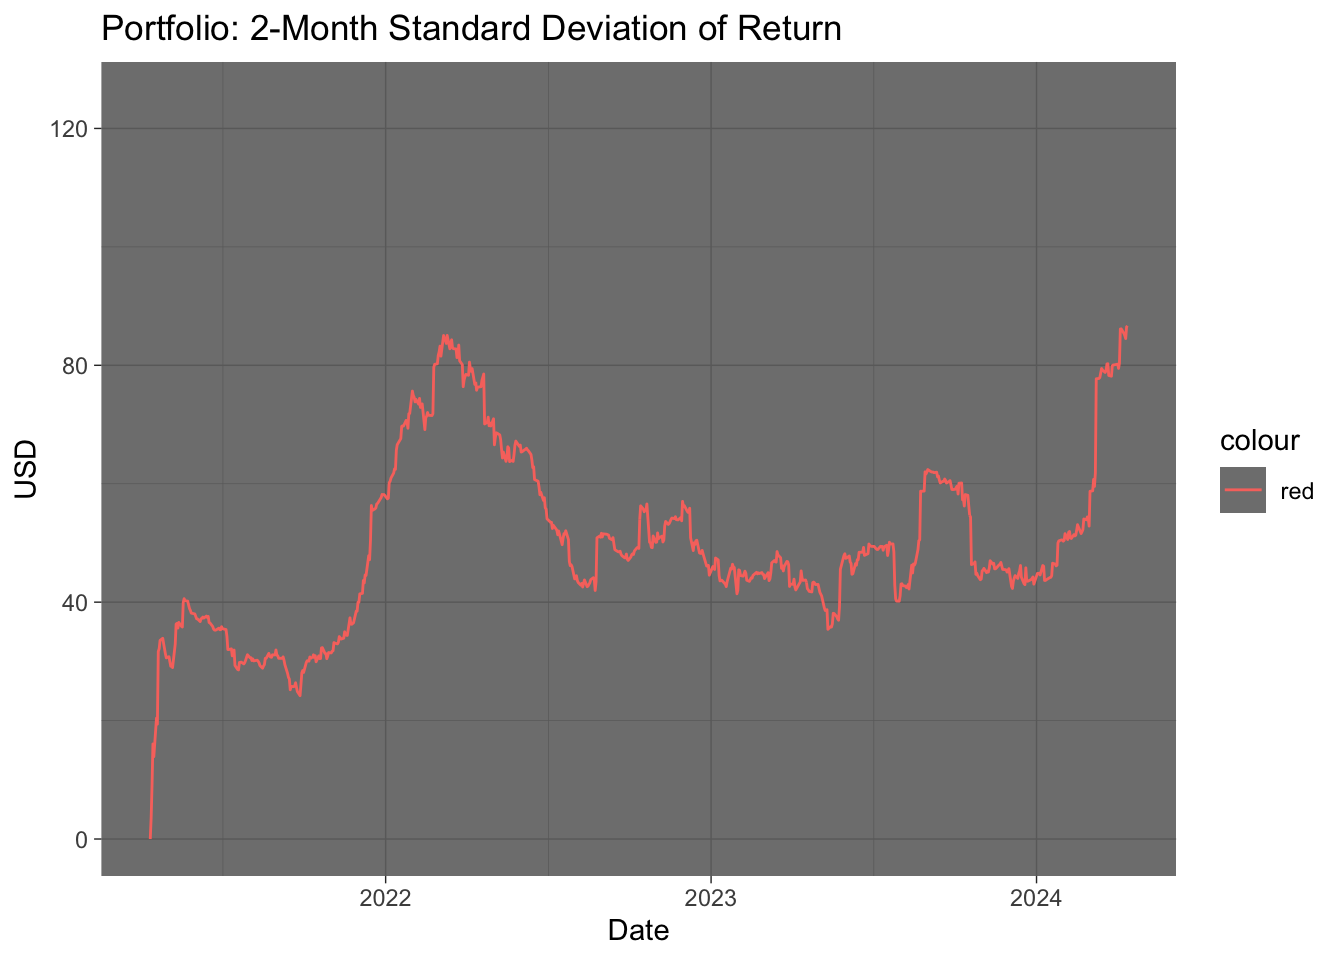 Portfolio: 2-Month Standard Deviation of Return
120
80
40
0
USD
2022
2023
2024
Date
colour
red